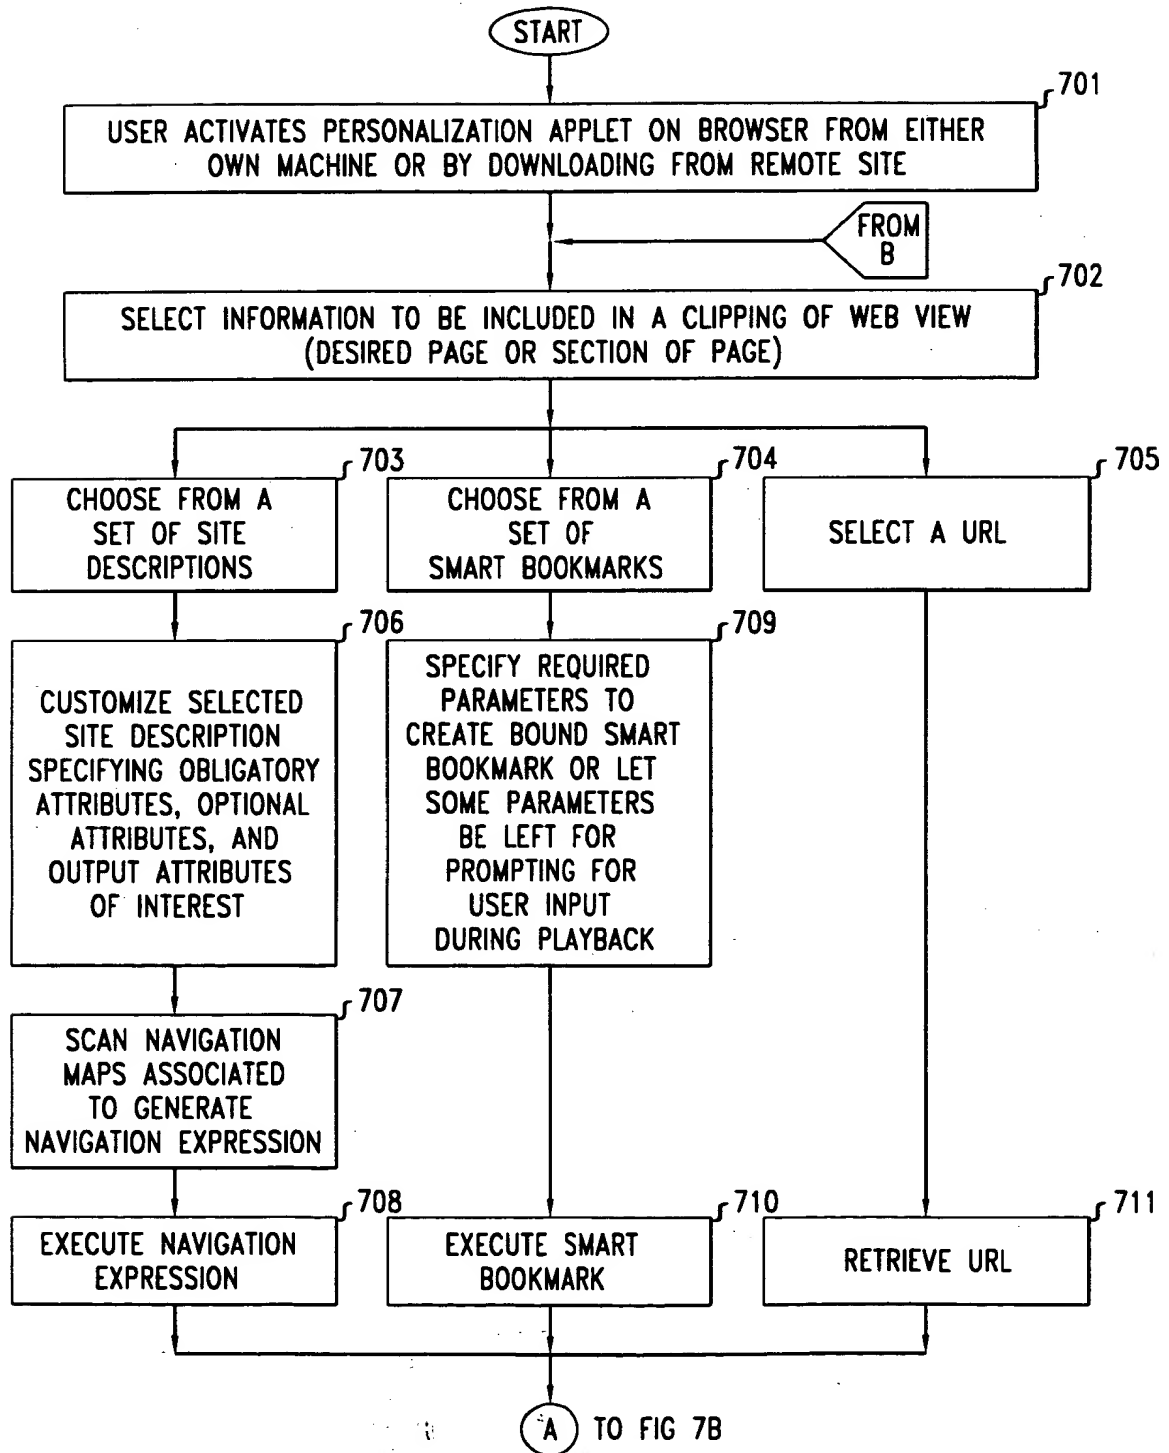 START
701
USER ACTIVATES PERSONALIZATION APPLET ON BROWSER FROM EITHER
OWN MACHINE OR BY DOWNLOADING FROM REMOTE SITE
FROM
B
702
SELECT INFORMATION TO BE INCLUDED IN A CLIPPING OF WEB VIEW
(DESIRED PAGE OR SECTION OF PAGE)
703
CHOOSE FROM A
SET OF SITE
DESCRIPTIONS
704
CHOOSE FROM A
SET OF
SMART BOOKMARKS
705
SELECT A URL
706
CUSTOMIZE SELECTED
SITE DESCRIPTION
SPECIFYING OBLIGATORY
ATTRIBUTES, OPTIONAL
ATTRIBUTES, AND
OUTPUT ATTRIBUTES
OF INTEREST
709
SPECIFY REQUIRED
PARAMETERS TO
CREATE BOUND SMART
BOOKMARK OR LET
SOME PARAMETERS
BE LEFT FOR
PROMPTING FOR
USER INPUT
DURING PLAYBACK
707
SCAN NAVIGATION
MAPS ASSOCIATED
TO GENERATE
NAVIGATION EXPRESSION
708
EXECUTE NAVIGATION
EXPRESSION
710
EXECUTE SMART
BOOKMARK
711
RETRIEVE URL
A TO FIG 7B